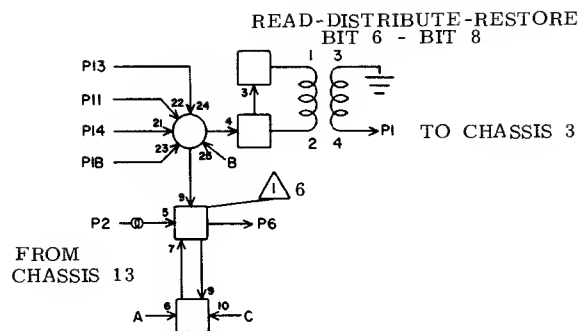 READ-DISTRIBUTE-RESTORE
BIT 6 - BIT 8
P13
1
3
3
P11
22
24
4
P14
21
2
4
P1
TO CHASSIS 3
P1B
23
25
B
9
1
6
P2
5
P6
7
FROM
CHASSIS 13
9
A
6
10
C